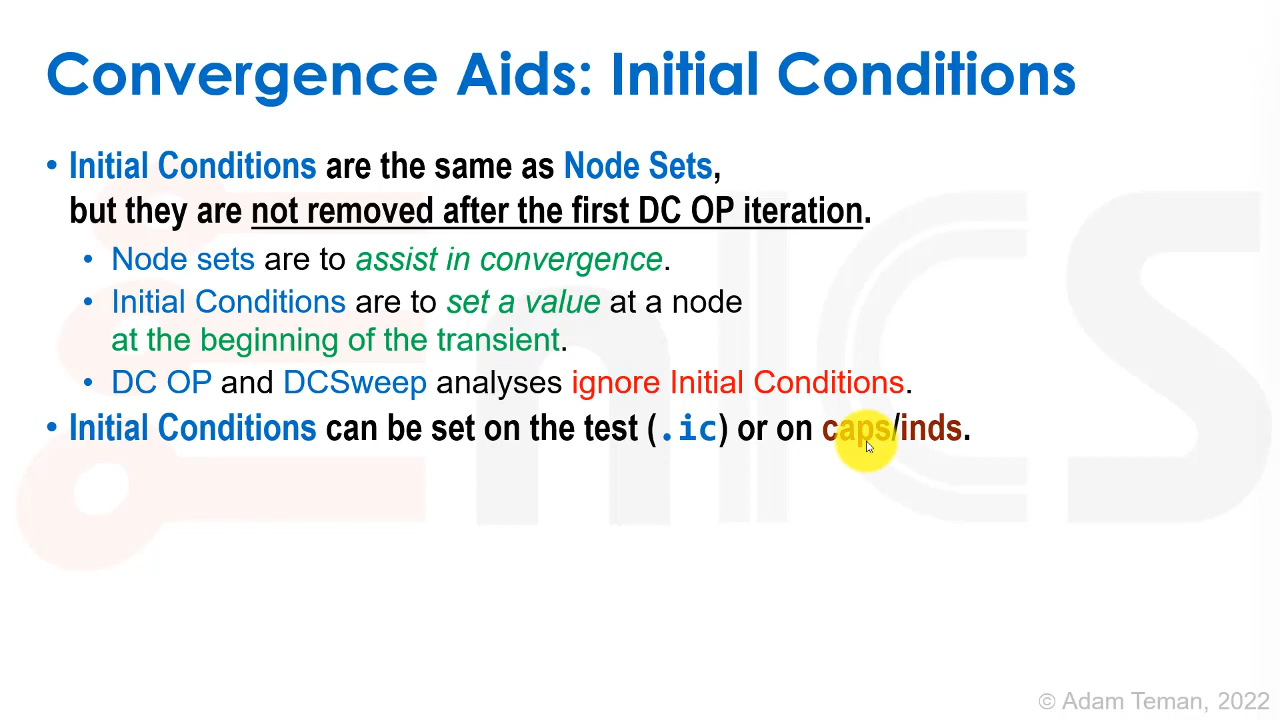 Convergence Aids: Initial Conditions
• Initial Conditions are the same as Node Sets,
but they are not removed after the first DC OP iteration.
• Node sets are to assist in convergence.
• Initial Conditions are to set a value at a node
at the beginning of the transient.
• DC OP and DCSweep analyses ignore Initial Conditions.
• Initial Conditions can be set on the test (.ic) or on caps/inds.
EnICS
© Adam Teman, 2022